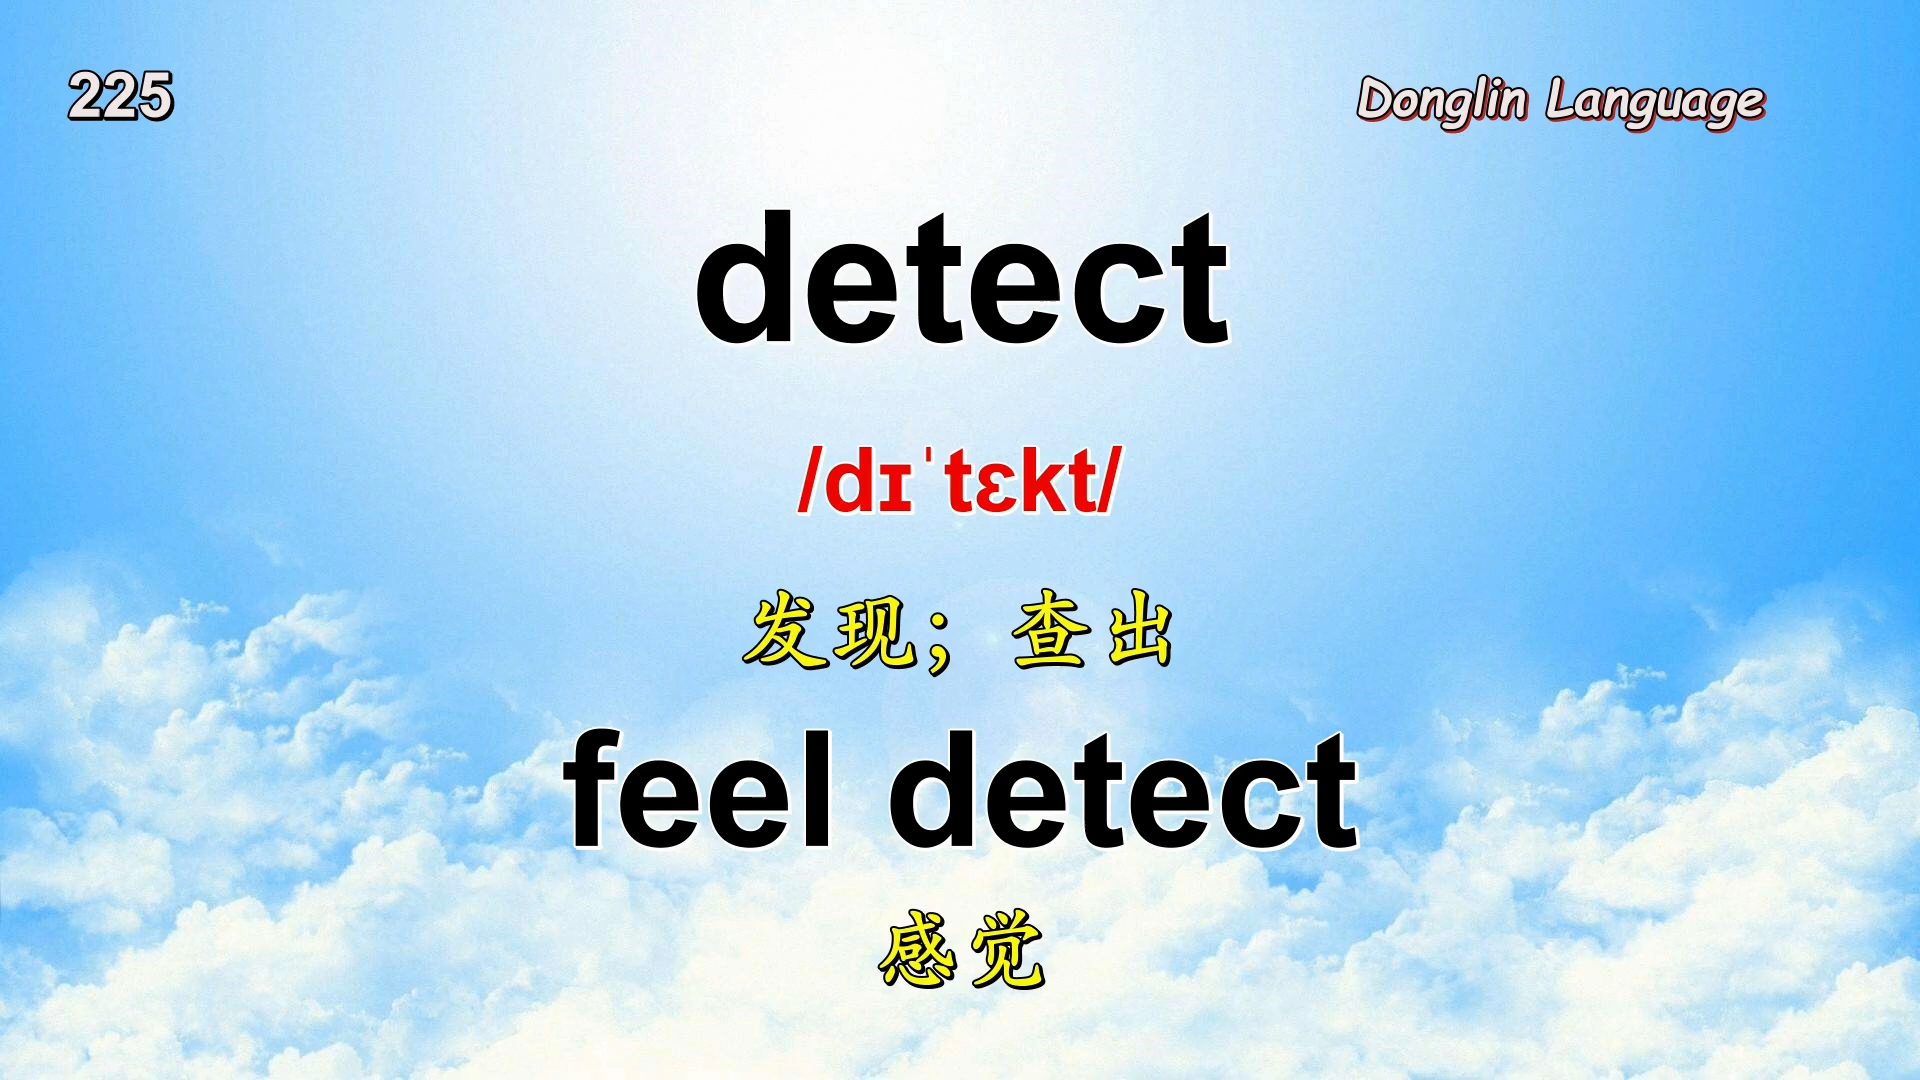 225
Donglin Language
detect
/dɪˈtɛkt/
发现；查出
feel detect
感觉